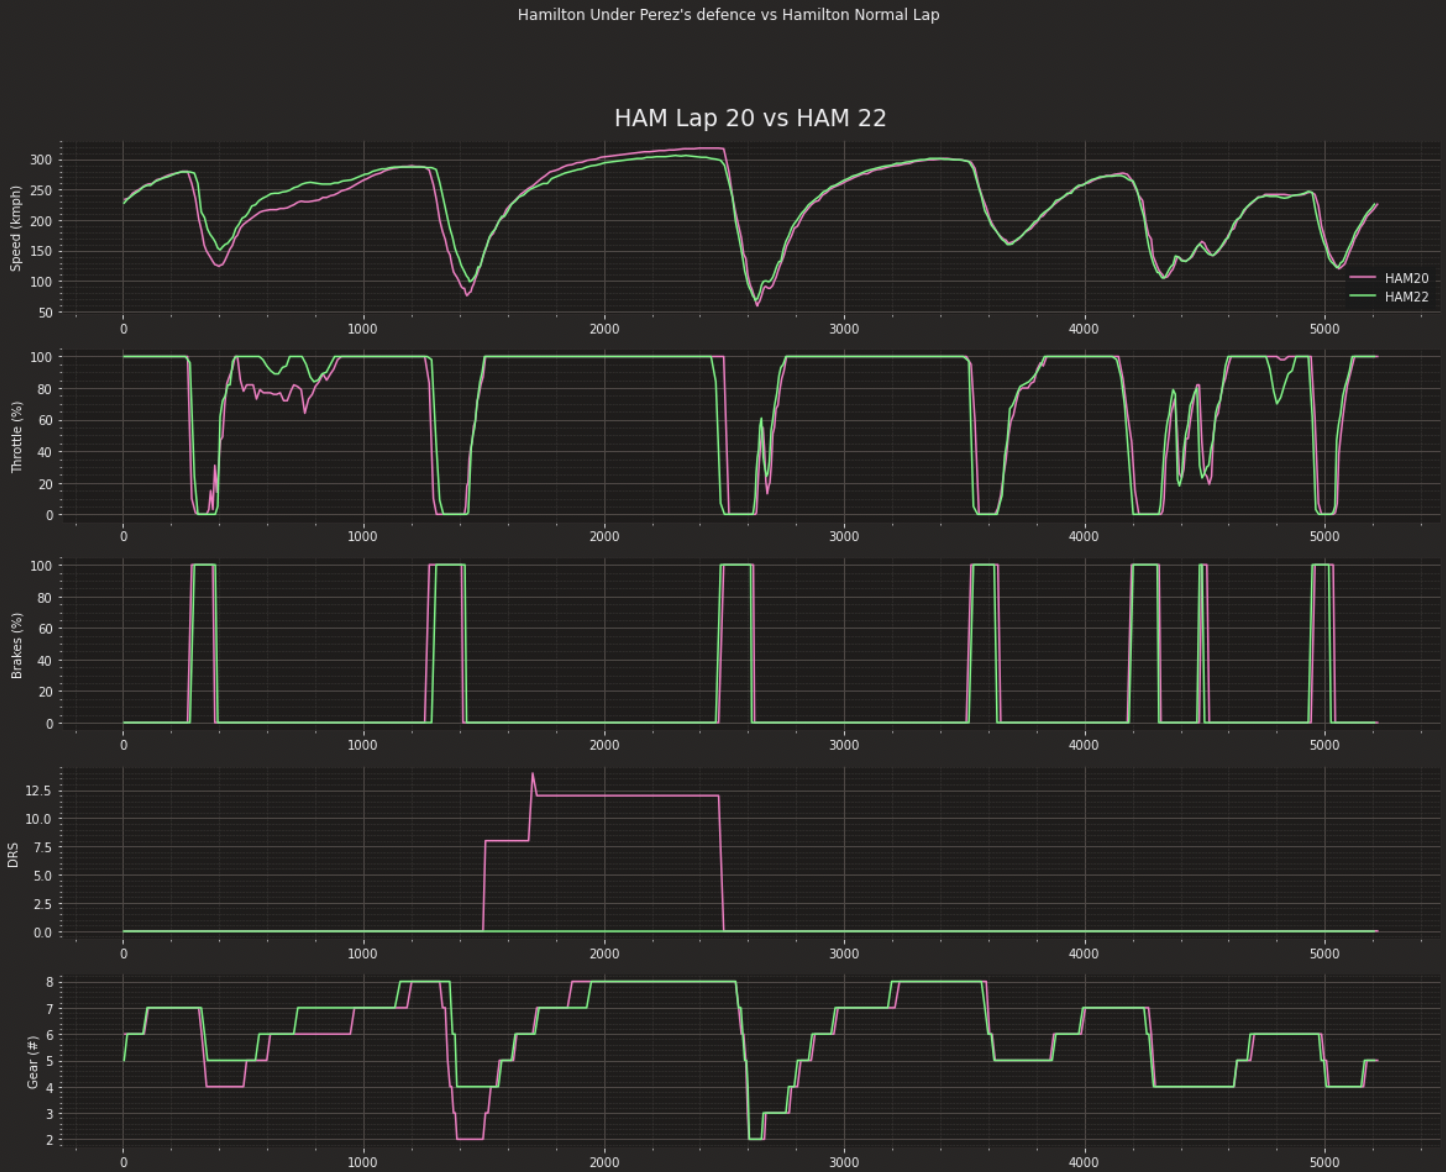 Hamilton Under Perez's defence vs Hamilton Normal Lap
HAM Lap 20 vs HAM 22
Speed (kmph)
300
250
200
150
100
50
HAM20
HAM22
0 1000 2000 3000 4000 5000
Throttle (%)
100
80
60
40
20
0
0 1000 2000 3000 4000 5000
Brakes (%)
100
80
60
40
20
0
0 1000 2000 3000 4000 5000
DRS
12.5
10.0
7.5
5.0
2.5
0.0
0 1000 2000 3000 4000 5000
Gear (#)
8
7
6
5
4
3
2
0 1000 2000 3000 4000 5000